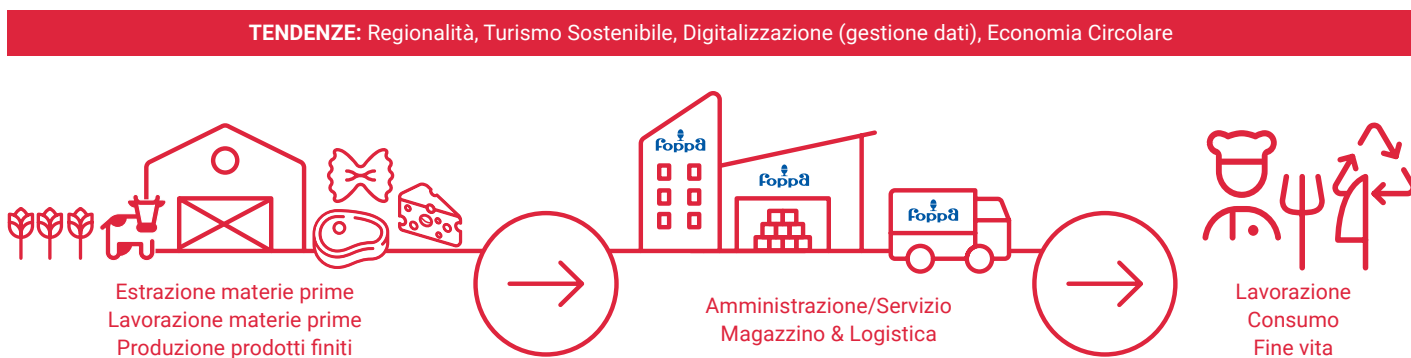 TENDENZE: Regionalità, Turismo Sostenibile, Digitalizzazione (gestione dati), Economia Circolare
foppa
foppa
foppa
Estrazione materie prime
Lavorazione materie prime
Produzione prodotti finiti
Amministrazione/Servizio
Magazzino & Logistica
Lavorazione
Consumo
Fine vita